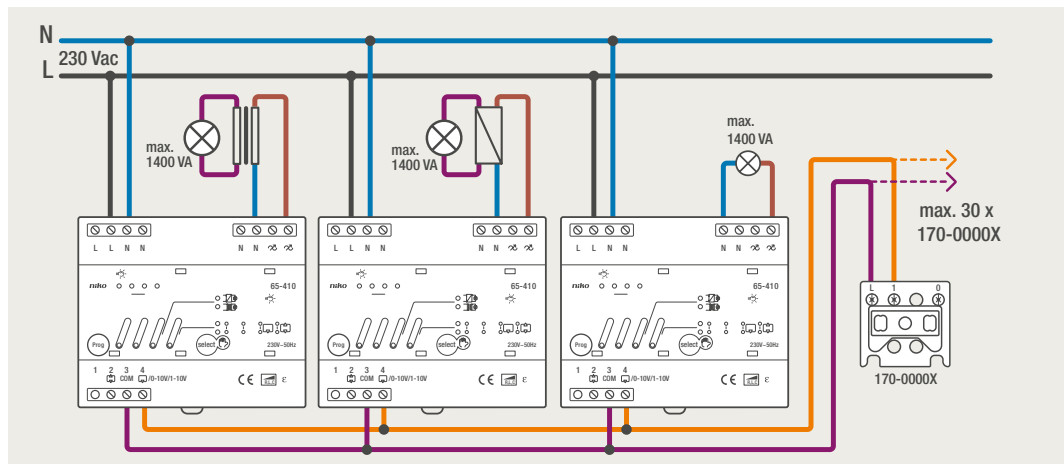 N
230 Vac
L
max.
1400 VA
max.
1400 VA
max.
1400 VA
max. 30 x
170-0000X
L L N N
N N
niko
65-410
Prog
select
230V~50Hz
1 2 3 4
COM /0-10V/1-10V
CE ε
L L N N
N N
niko
65-410
Prog
select
230V~50Hz
1 2 3 4
COM /0-10V/1-10V
CE ε
L L N N
N N
niko
65-410
Prog
select
230V~50Hz
1 2 3 4
COM /0-10V/1-10V
CE ε
L 1 0
170-0000X